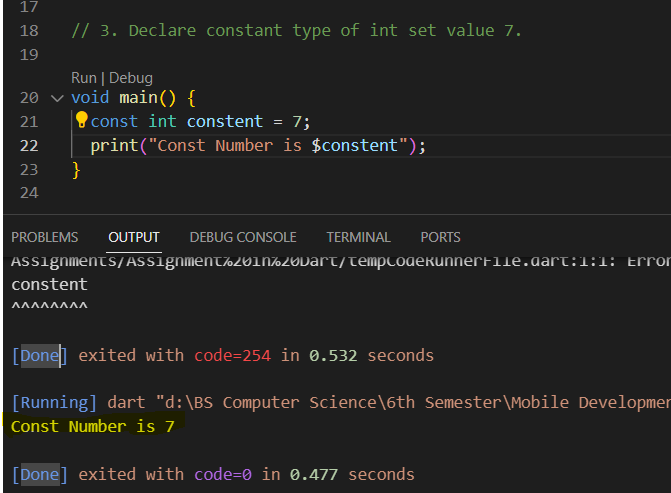 17
18 // 3. Declare constant type of int set value 7.
19
Run | Debug
20 void main() {
21 const int constent = 7;
22 print("Const Number is $constent");
23 }
24
PROBLEMS OUTPUT DEBUG CONSOLE TERMINAL PORTS
Assignments/Assignment%20in%20Dart/tempCodeRunnerFile.dart:1:1: Error
constent
^^^^^^^^
[Done] exited with code=254 in 0.532 seconds
[Running] dart "d:\BS Computer Science\6th Semester\Mobile Developmen
Const Number is 7
[Done] exited with code=0 in 0.477 seconds